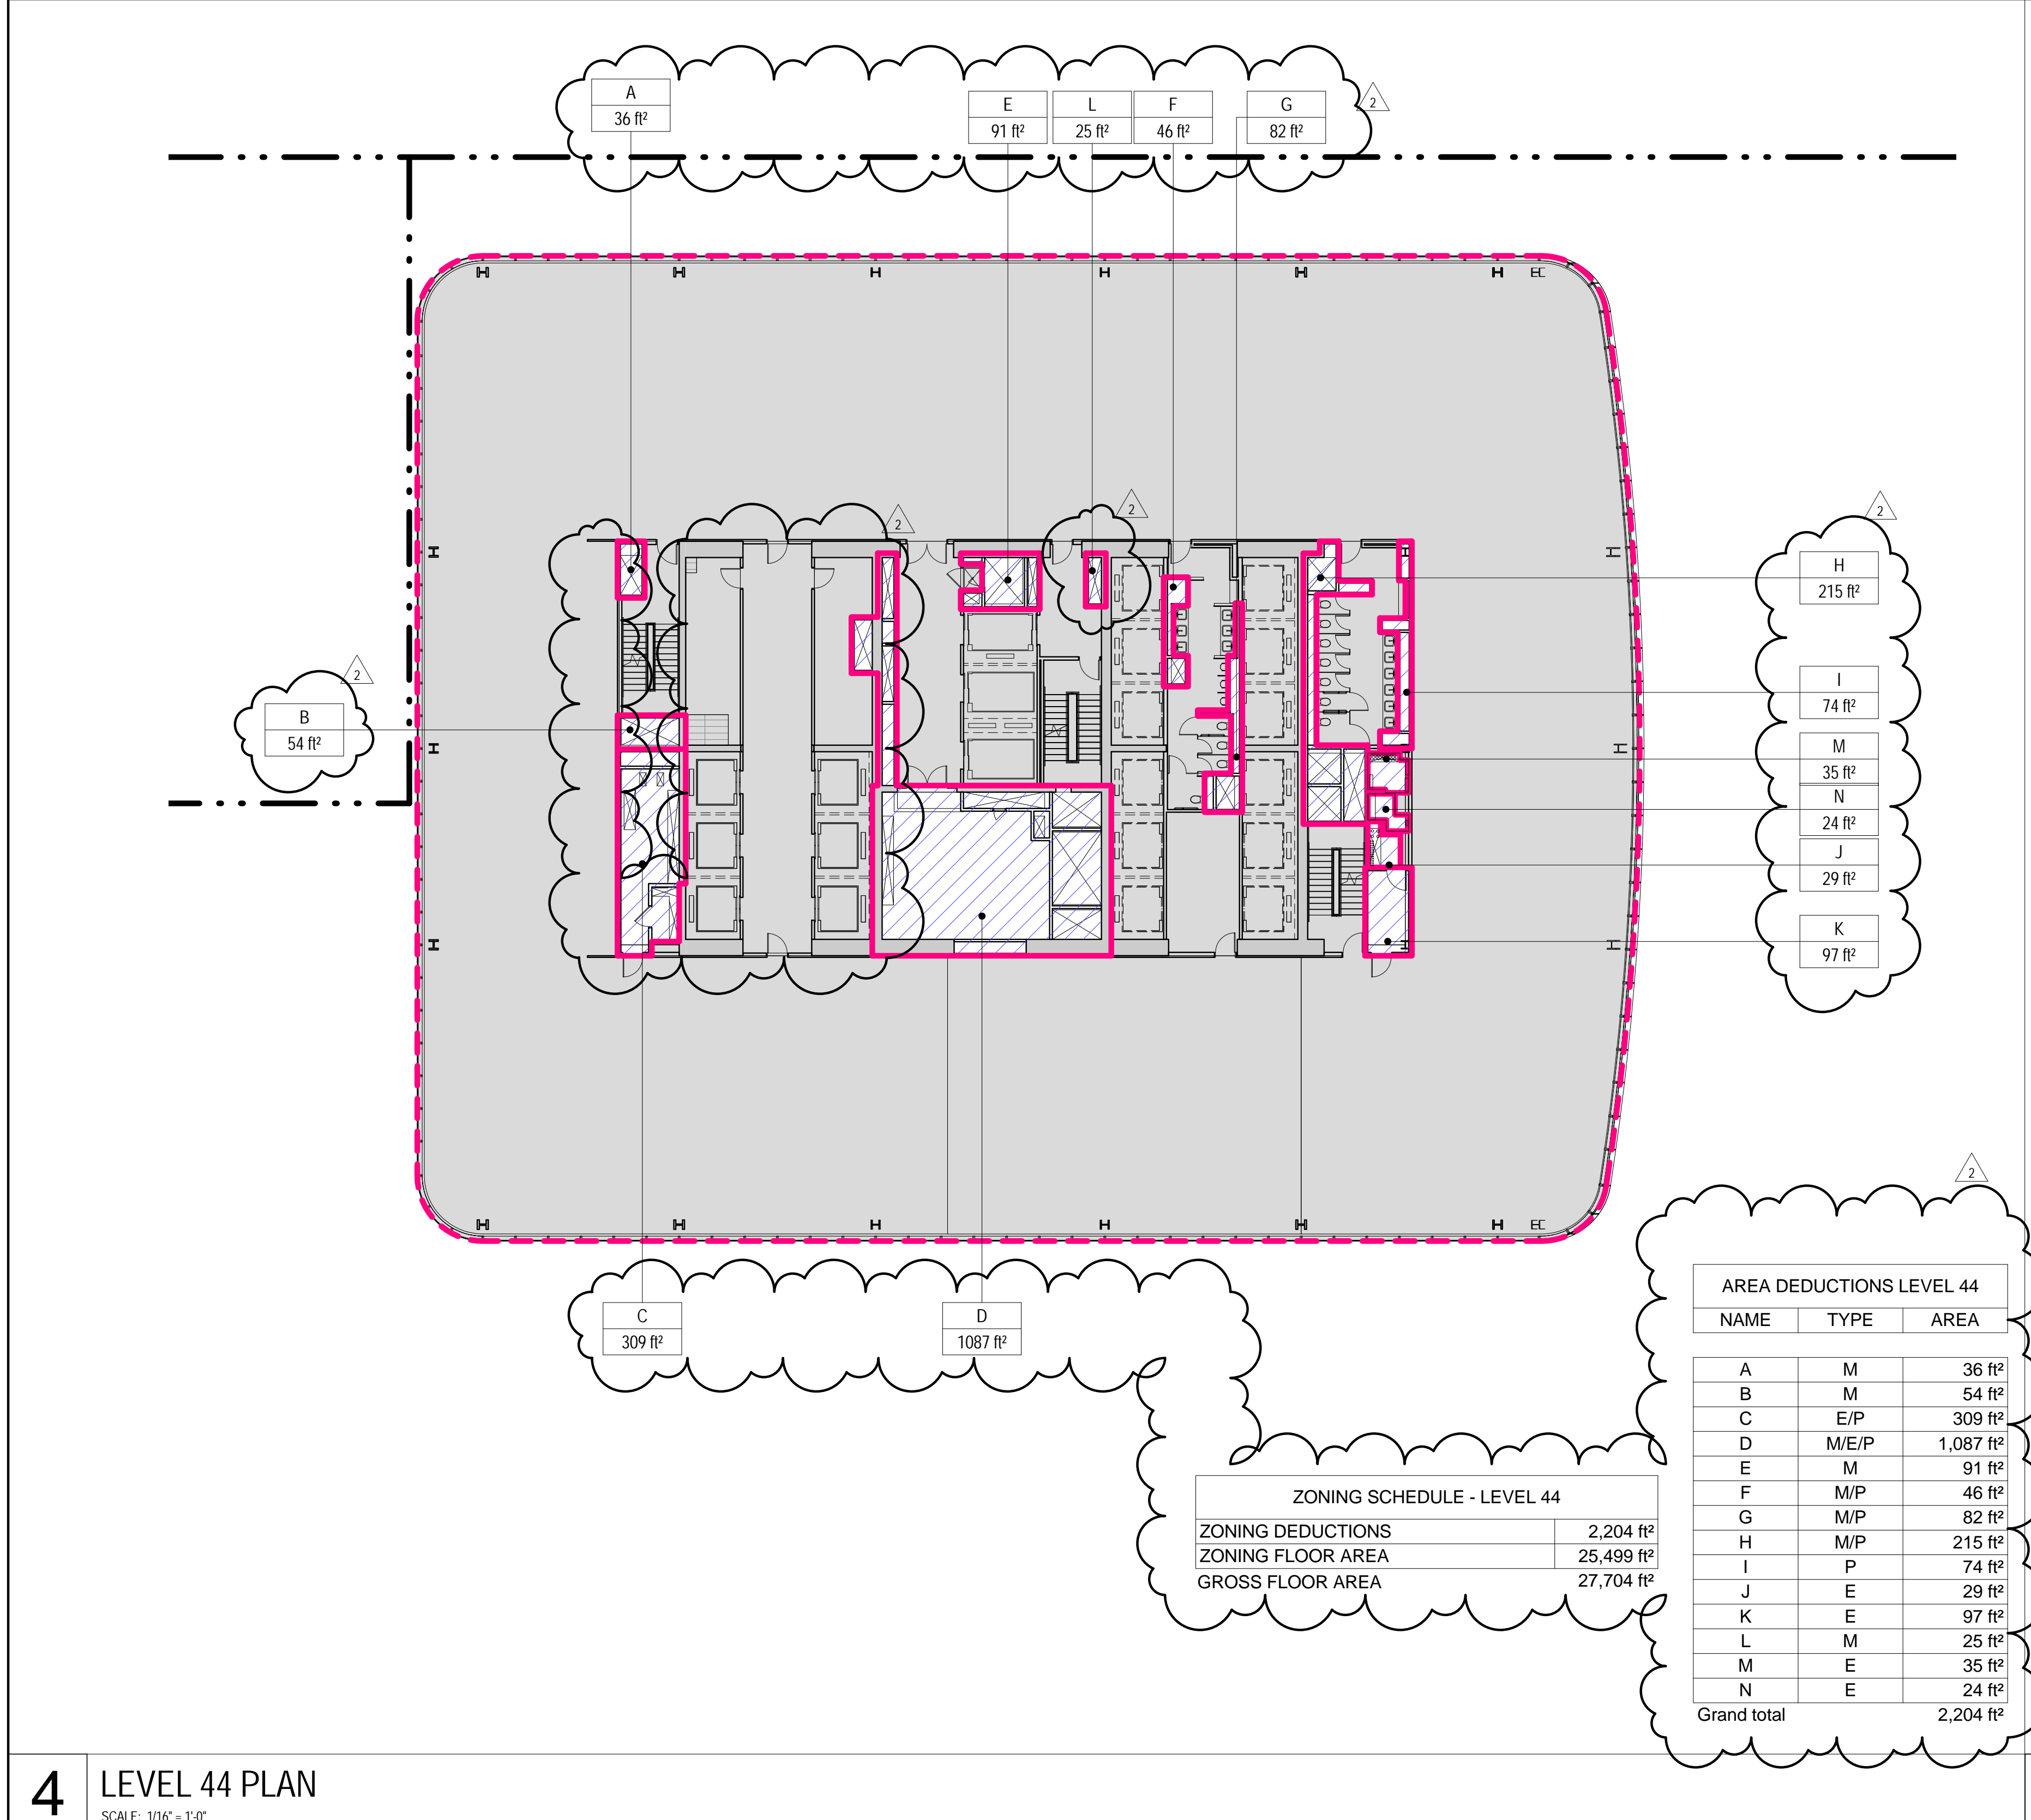 A
36 ft²
E
91 ft²
L
25 ft²
F
46 ft²
G
82 ft²
2
EC
2
2
2
H
215 ft²
I
74 ft²
M
35 ft²
N
24 ft²
J
29 ft²
K
97 ft²
2
B
54 ft²
EC
2
C
309 ft²
D
1087 ft²
AREA DEDUCTIONS LEVEL 44
NAME TYPE AREA
A M 36 ft²
B M 54 ft²
C E/P 309 ft²
D M/E/P 1,087 ft²
E M 91 ft²
F M/P 46 ft²
G M/P 82 ft²
H M/P 215 ft²
I P 74 ft²
J E 29 ft²
K E 97 ft²
L M 25 ft²
M E 35 ft²
N E 24 ft²
Grand total 2,204 ft²
ZONING SCHEDULE - LEVEL 44
ZONING DEDUCTIONS 2,204 ft²
ZONING FLOOR AREA 25,499 ft²
GROSS FLOOR AREA 27,704 ft²
4
LEVEL 44 PLAN
SCALE: 1/16" = 1'-0"